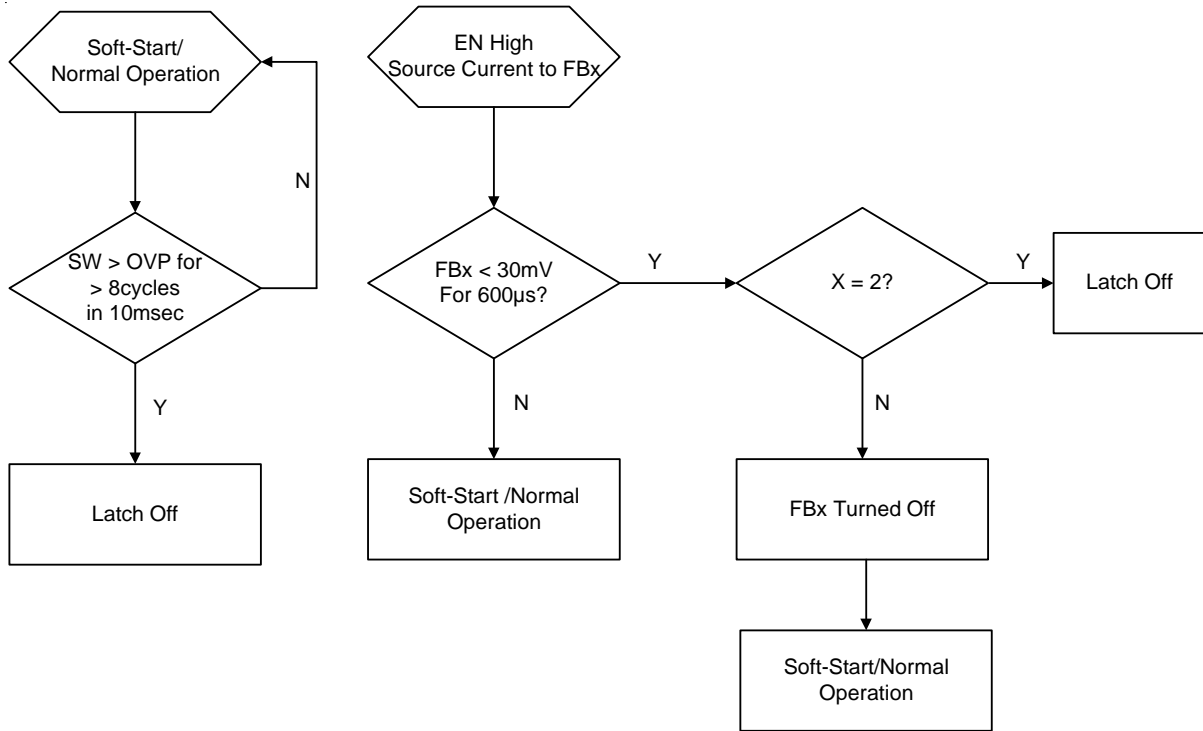 Soft-Start/
Normal Operation
N
SW > OVP for
> 8cycles
in 10msec
Y
Latch Off
EN High
Source Current to FBx
FBx < 30mV
For 600µs?
Y
N
Soft-Start /Normal
Operation
X = 2?
Y
Latch Off
N
FBx Turned Off
Soft-Start/Normal
Operation